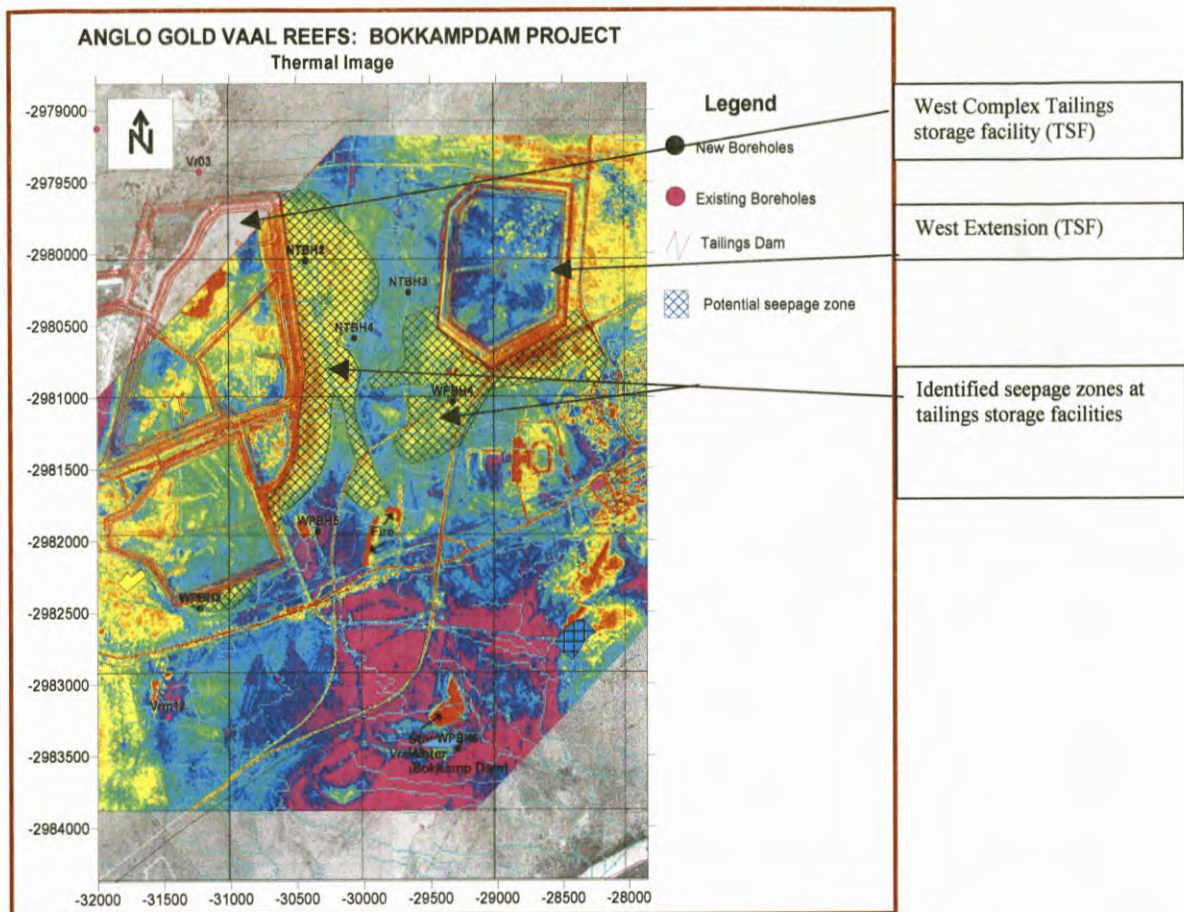 ANGLO GOLD VAAL REEFS: BOKKAMPDAM PROJECT
Thermal Image
-2979000
-2979500
-2980000
-2980500
-2981000
-2981500
-2982000
-2982500
-2983000
-2983500
-2984000
N
Vr03
NTBH2
NTBH3
NTBH4
WPBH4
WPBH5
Fire
WPBH6
(BokKamp Dam)
-32000
-31500
-31000
-30500
-30000
-29500
-29000
-28500
-28000
Legend
New Boreholes
Existing Boreholes
Tailings Dam
Potential seepage zone
West Complex Tailings
storage facility (TSF)
West Extension (TSF)
Identified seepage zones at
tailings storage facilities